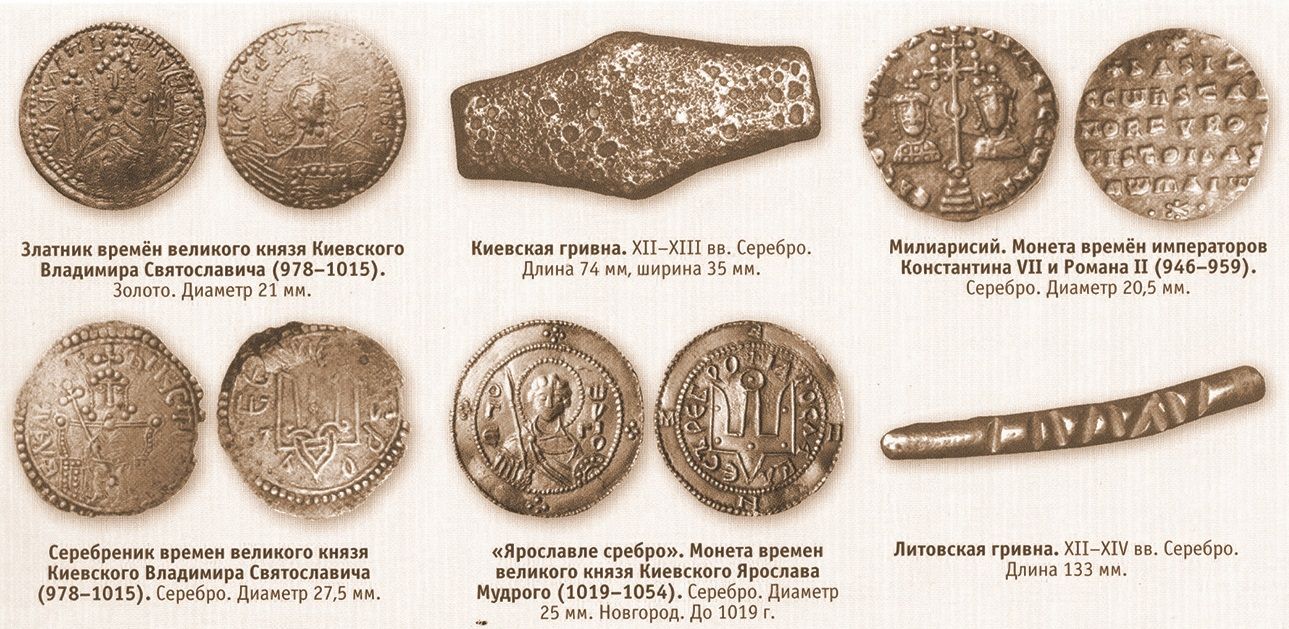 Златник времён великого князя Киевского
Владимира Святославича (978–1015).
Золото. Диаметр 21 мм.
Киевская гривна. XII–XIII вв. Серебро.
Длина 74 мм, ширина 35 мм.
Милиарисий. Монета времён императоров
Константина VII и Романа II (946–959).
Серебро. Диаметр 20,5 мм.
Серебреник времен великого князя
Киевского Владимира Святославича
(978–1015). Серебро. Диаметр 27,5 мм.
«Ярославле сребро». Монета времен
великого князя Киевского Ярослава
Мудрого (1019–1054). Серебро. Диаметр
25 мм. Новгород. До 1019 г.
Литовская гривна. XII–XIV вв. Серебро.
Длина 133 мм.